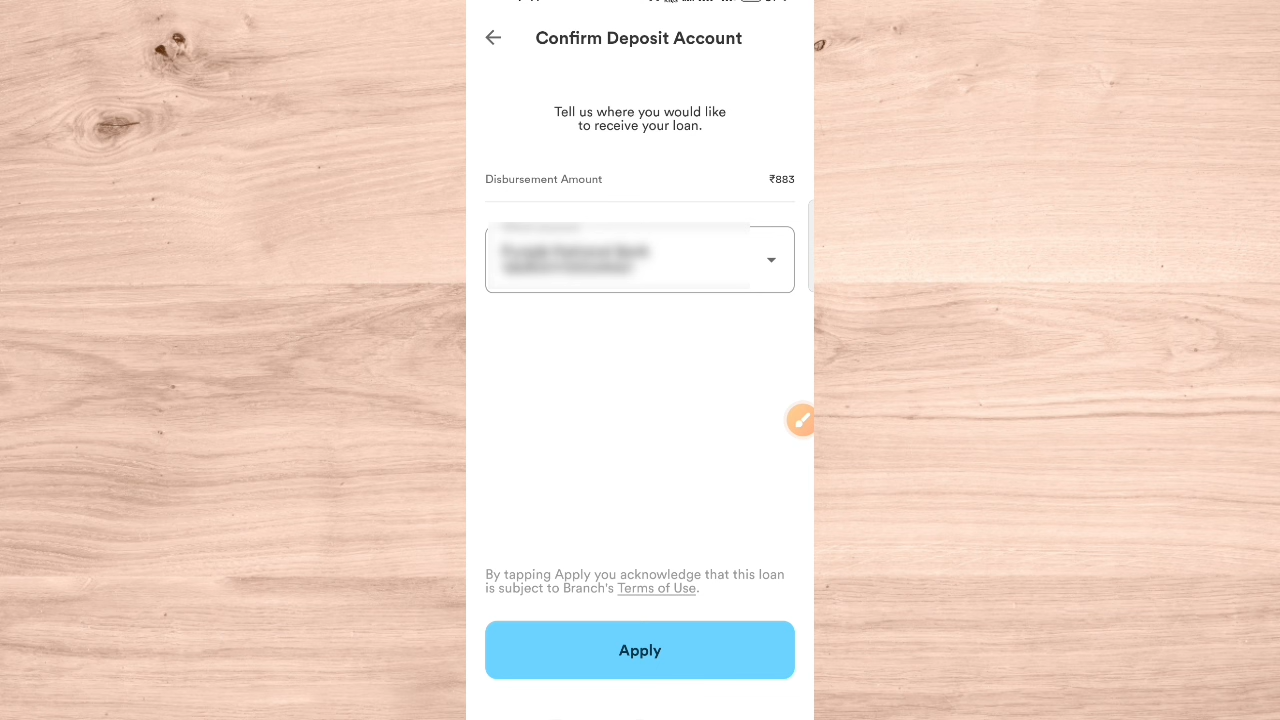 Confirm Deposit Account
Tell us where you would like
to receive your loan.
Disbursement Amount ₹883
By tapping Apply you acknowledge that this loan
is subject to Branch's Terms of Use.
Apply